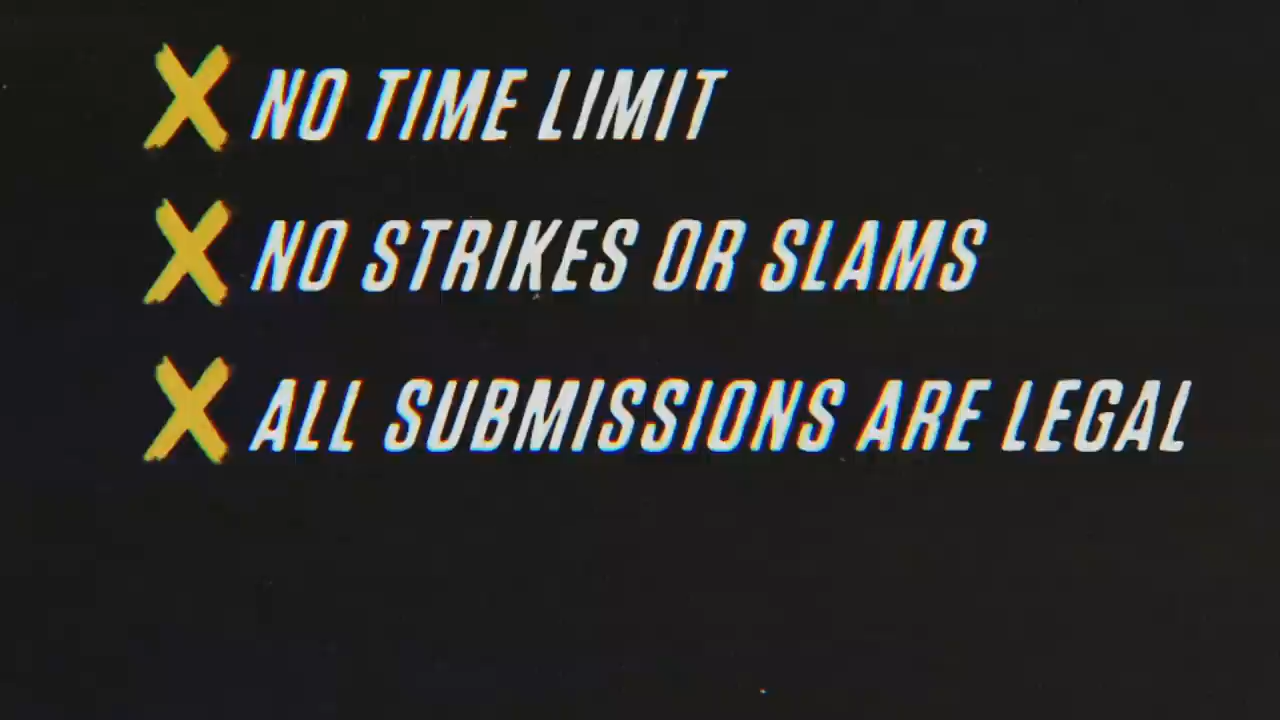 NO TIME LIMIT
NO STRIKES OR SLAMS
ALL SUBMISSIONS ARE LEGAL